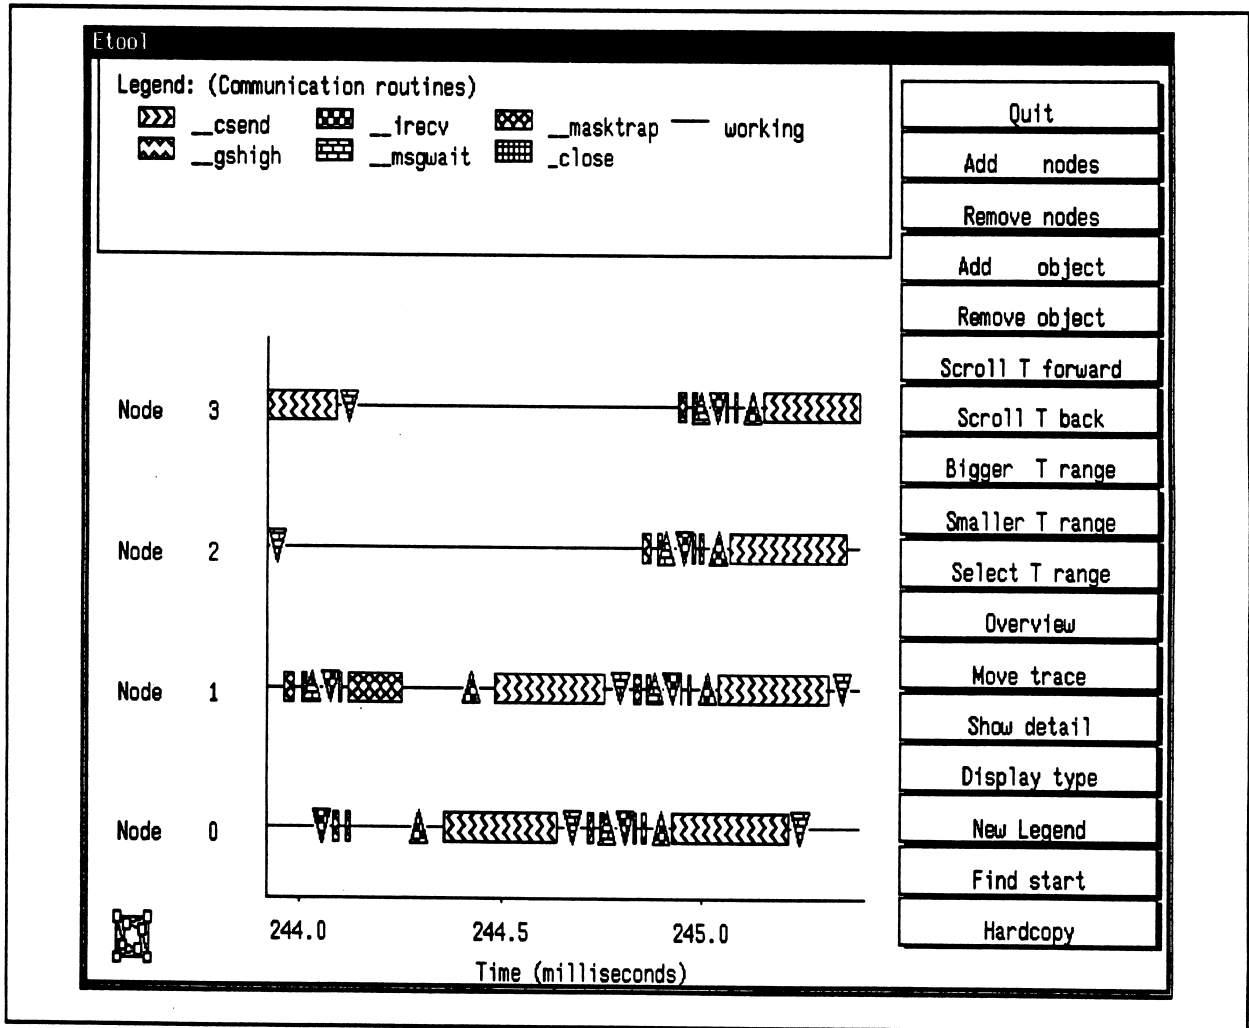 Etool
Legend: (Communication routines)
__csend __irecv __masktrap working
__gshigh __msgwait _close
Quit
Add nodes
Remove nodes
Add object
Remove object
Scroll T forward
Scroll T back
Bigger T range
Smaller T range
Select T range
Overview
Move trace
Show detail
Display type
New Legend
Find start
Hardcopy
Node 3
Node 2
Node 1
Node 0
244.0 244.5 245.0
Time (milliseconds)